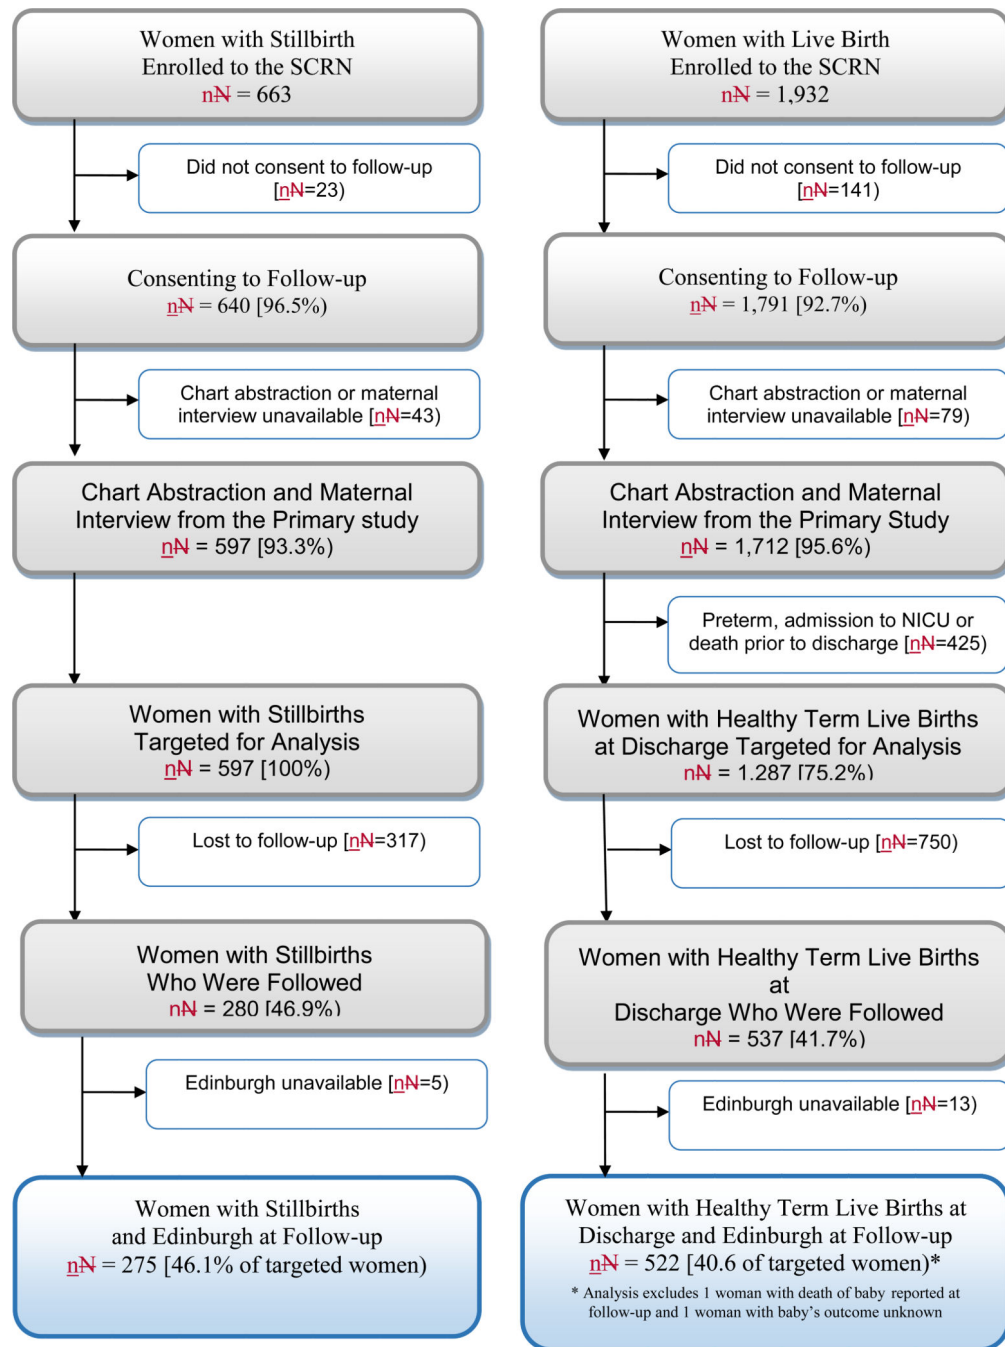 Women with Stillbirth
Enrolled to the SCRN
nN = 663
Did not consent to follow-up
[nN=23)
Consenting to Follow-up
nN = 640 [96.5%)
Chart abstraction or maternal
interview unavailable [nN=43)
Chart Abstraction and Maternal
Interview from the Primary study
nN = 597 [93.3%)
Women with Stillbirths
Targeted for Analysis
nN = 597 [100%)
Lost to follow-up [nN=317)
Women with Stillbirths
Who Were Followed
nN = 280 [46.9%)
Edinburgh unavailable [nN=5)
Women with Stillbirths
and Edinburgh at Follow-up
nN = 275 [46.1% of targeted women)
Women with Live Birth
Enrolled to the SCRN
nN = 1,932
Did not consent to follow-up
[nN=141)
Consenting to Follow-up
nN = 1,791 [92.7%)
Chart abstraction or maternal
interview unavailable [nN=79)
Chart Abstraction and Maternal
Interview from the Primary Study
nN = 1,712 [95.6%)
Preterm, admission to NICU or
death prior to discharge [nN=425)
Women with Healthy Term Live Births
at Discharge Targeted for Analysis
nN = 1,287 [75.2%)
Lost to follow-up [nN=750)
Women with Healthy Term Live Births
at
Discharge Who Were Followed
nN = 537 [41.7%)
Edinburgh unavailable [nN=13)
Women with Healthy Term Live Births at
Discharge and Edinburgh at Follow-up
nN = 522 [40.6 of targeted women)*
* Analysis excludes 1 woman with death of baby reported at
follow-up and 1 woman with baby's outcome unknown